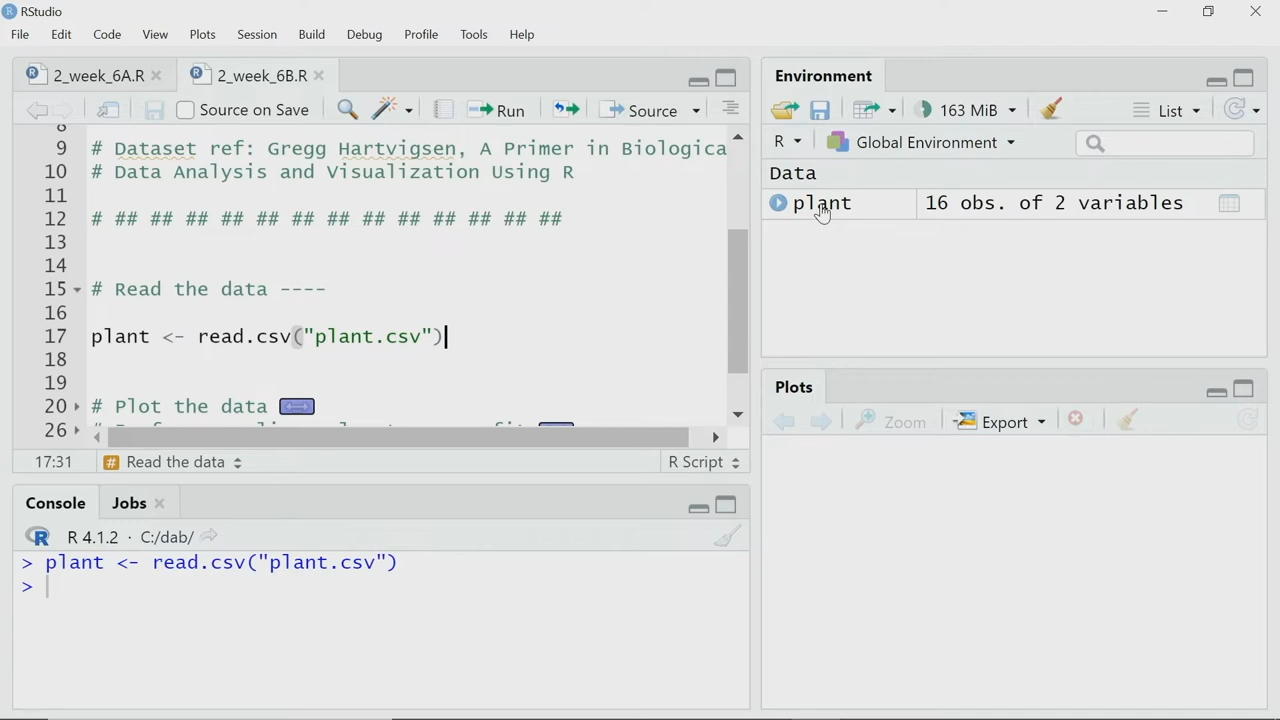 RStudio
File Edit Code View Plots Session Build Debug Profile Tools Help
2_week_6A.R 2_week_6B.R
Source on Save Run Source
8
9 # Dataset ref: Gregg Hartvigsen, A Primer in Biologica
10 # Data Analysis and Visualization Using R
11
12 # ## ## ## ## ## ## ## ## ## ## ## ## ##
13
14
15 # Read the data ----
16
17 plant <- read.csv("plant.csv")
18
19
20 # Plot the data
26
17:31 # Read the data R Script
Console Jobs
R 4.1.2 · C:/dab/
> plant <- read.csv("plant.csv")
>
Environment
163 MiB List
R Global Environment
Data
plant 16 obs. of 2 variables
Plots
Zoom Export